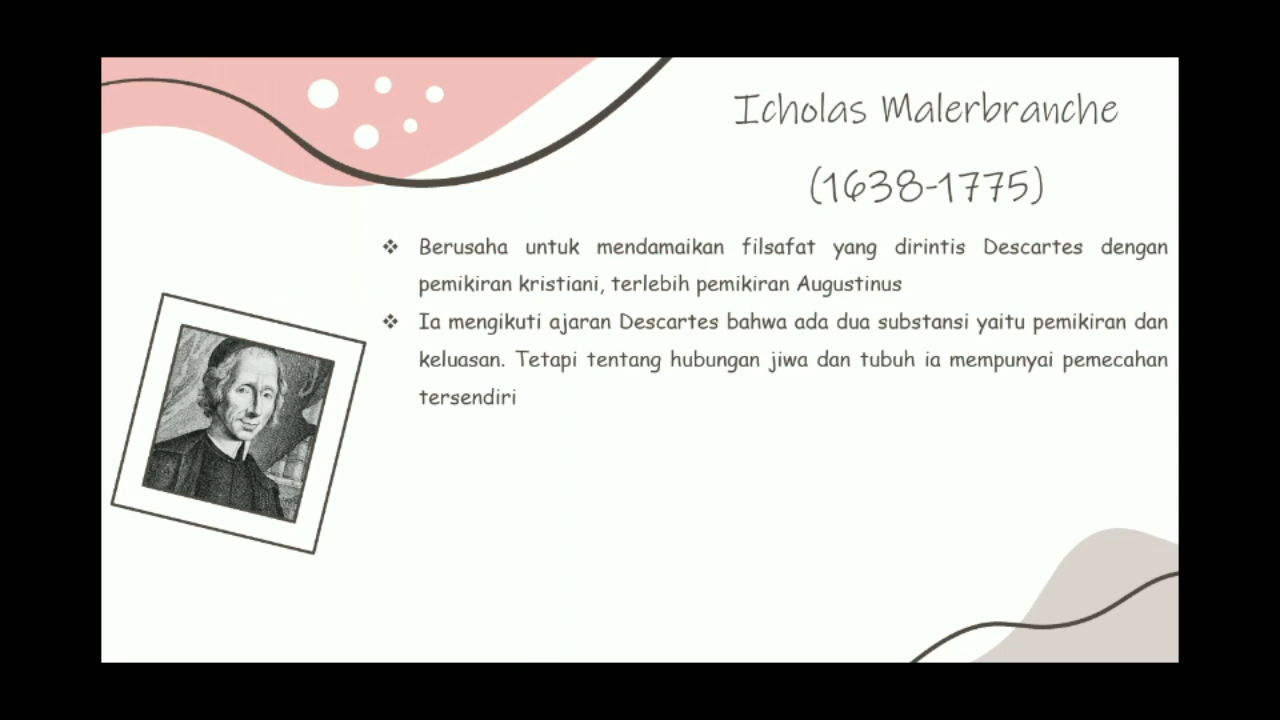 Icholas Malerbranche
(1638-1775)
❖ Berusaha untuk mendamaikan filsafat yang dirintis Descartes dengan
pemikiran kristiani, terlebih pemikiran Augustinus
❖ Ia mengikuti ajaran Descartes bahwa ada dua substansi yaitu pemikiran dan
keluasan. Tetapi tentang hubungan jiwa dan tubuh ia mempunyai pemecahan
tersendiri